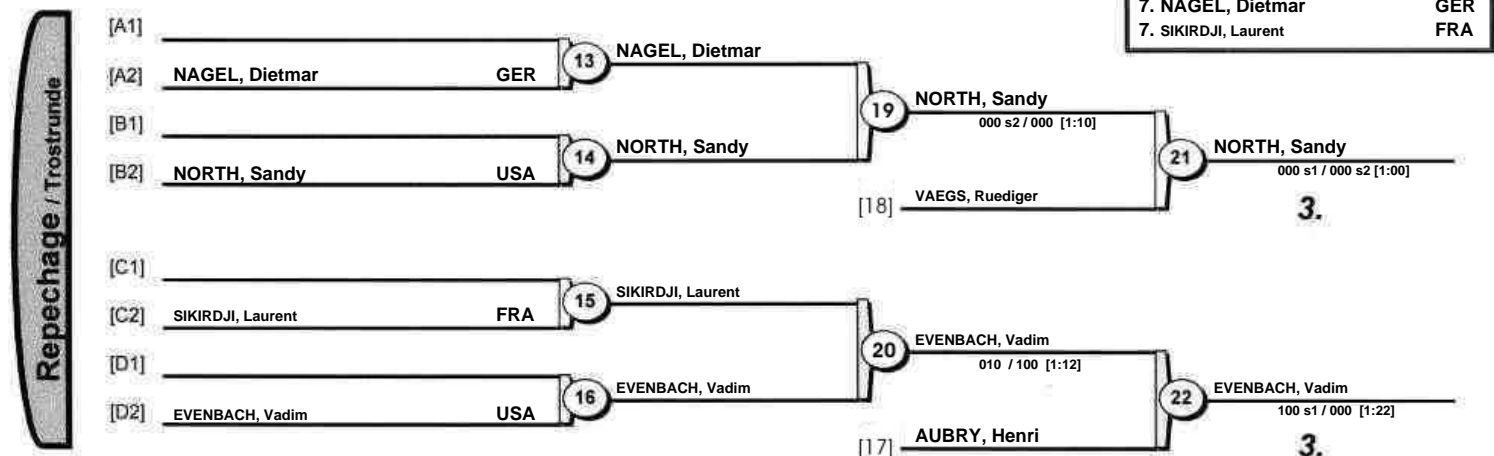 7. NAGEL, Dietmar GER
7. SIKIRDJI, Laurent FRA
Repechage / Trostrunde
[A1]
[A2] NAGEL, Dietmar GER
13 NAGEL, Dietmar
[B1]
[B2] NORTH, Sandy USA
14 NORTH, Sandy
19 NORTH, Sandy
000 s2 / 000 [1:10]
[18] VAEGS, Ruediger
21 NORTH, Sandy
000 s1 / 000 s2 [1:00]
3.
[C1]
[C2] SIKIRDJI, Laurent FRA
15 SIKIRDJI, Laurent
[D1]
[D2] EVENBACH, Vadim USA
16 EVENBACH, Vadim
20 EVENBACH, Vadim
010 / 100 [1:12]
[17] AUBRY, Henri
22 EVENBACH, Vadim
100 s1 / 000 [1:22]
3.